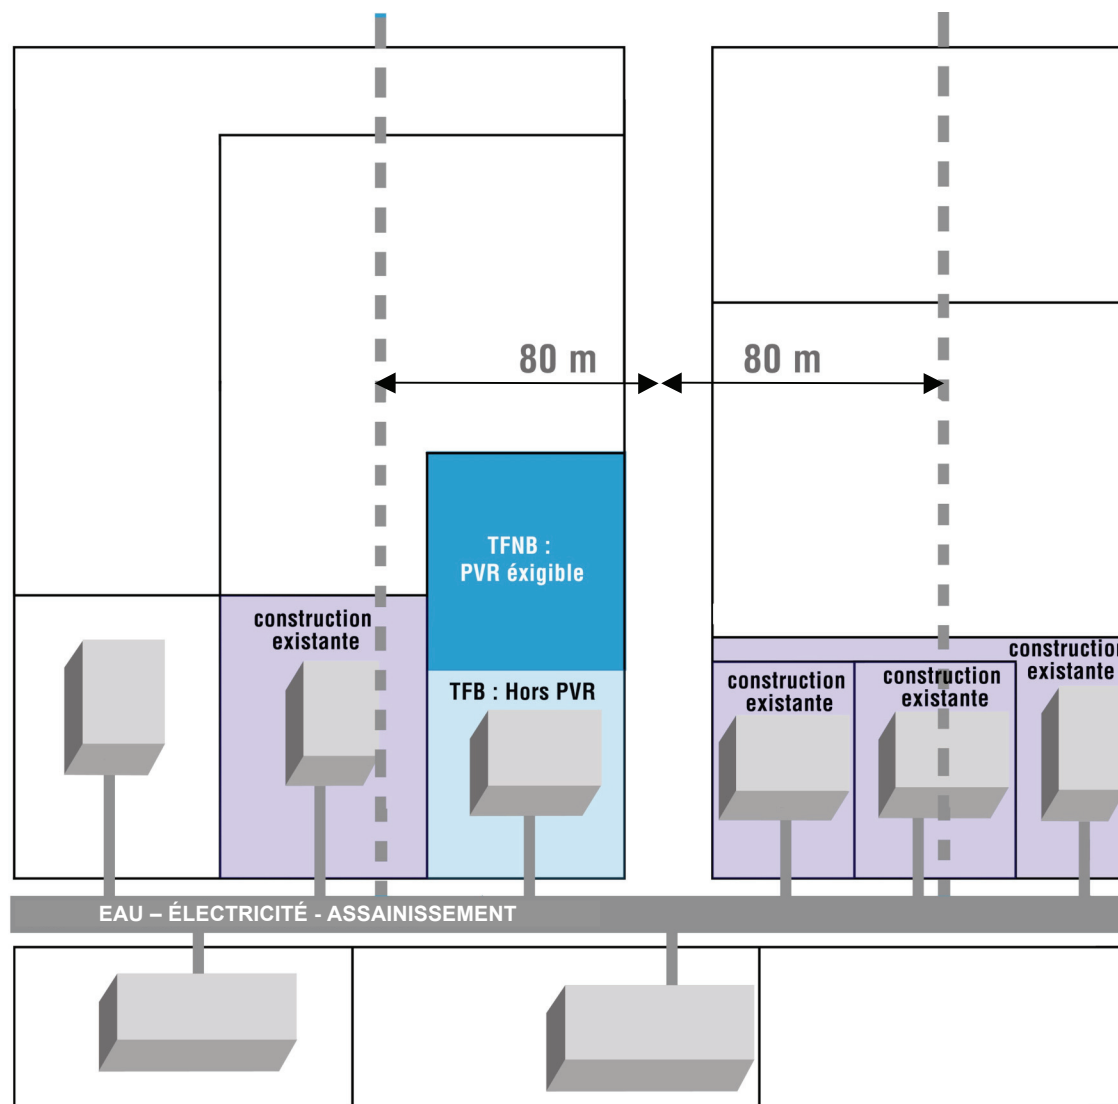 80 m
80 m
TFNB :
PVR éxigible
construction
existante
TFB : Hors PVR
construction
existante
construction
existante
construction
existante
EAU – ÉLECTRICITÉ - ASSAINISSEMENT